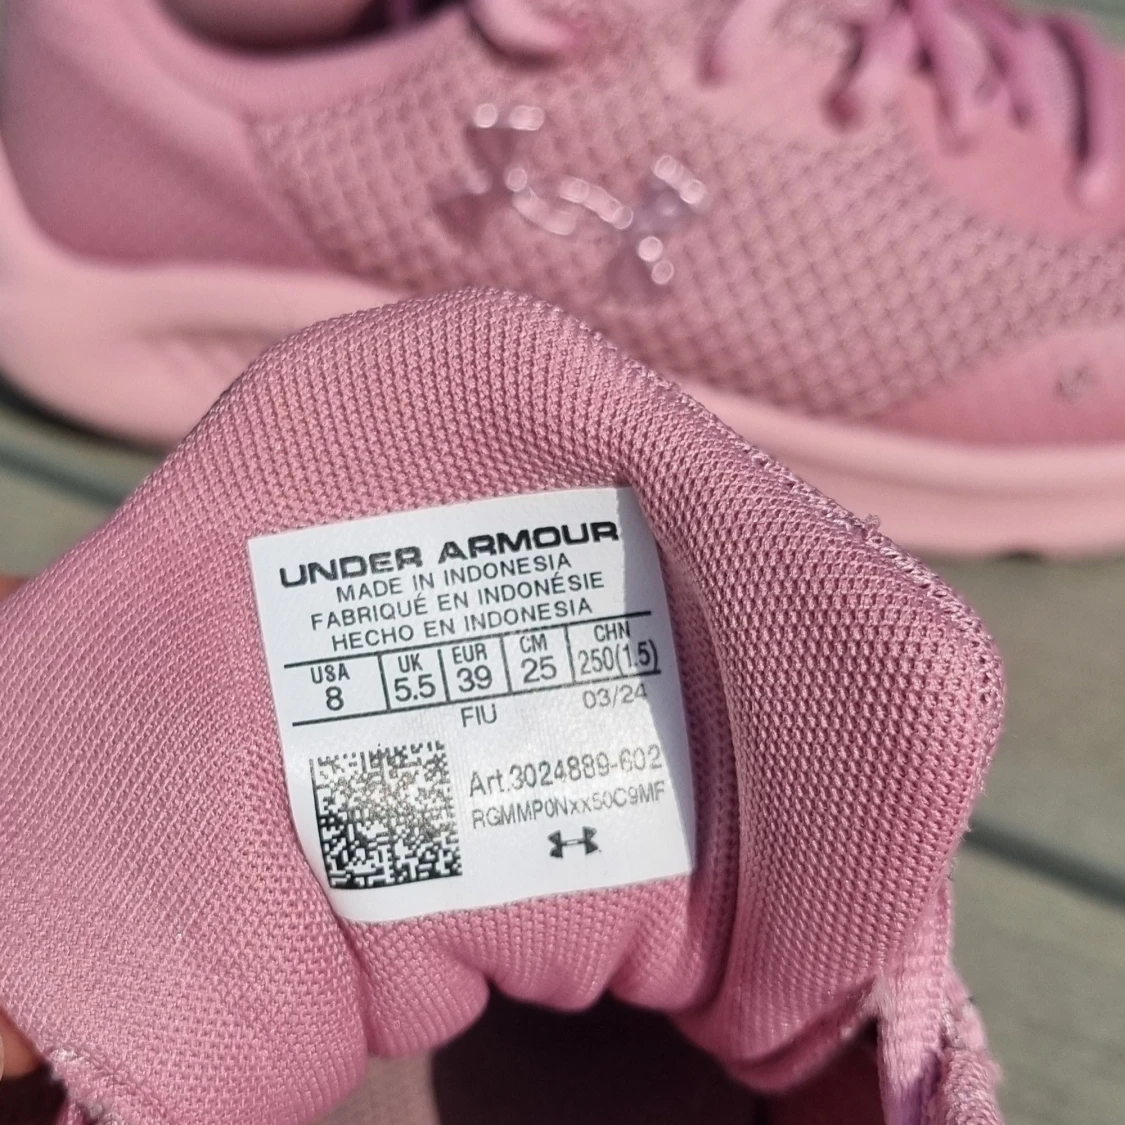 UNDER ARMOUR
MADE IN INDONESIA
FABRIQUÉ EN INDONÉSIE
HECHO EN INDONESIA
USA UK EUR CM CHN
8 5.5 39 25 250(1.5)
FIU 03/24
Art.3024889-602
RGMMP0Nxx50C9MF